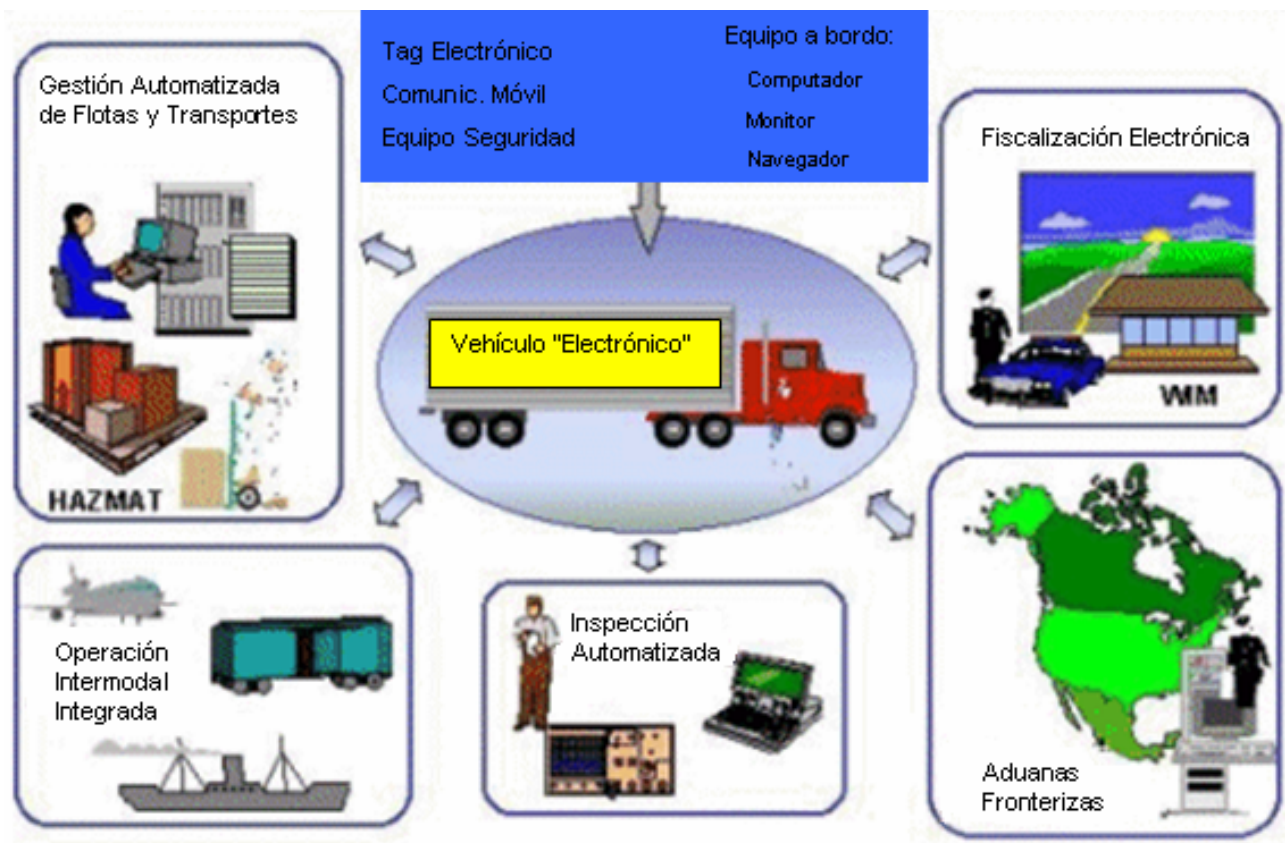 Gestión Automatizada
de Flotas y Transportes
HAZMAT
Tag Electrónico
Comunic. Móvil
Equipo Seguridad
Equipo a bordo:
Computador
Monitor
Navegador
Fiscalización Electrónica
WIM
Vehículo "Electrónico"
Operación
Intermodal
Integrada
Inspección
Automatizada
Aduanas
Fronterizas